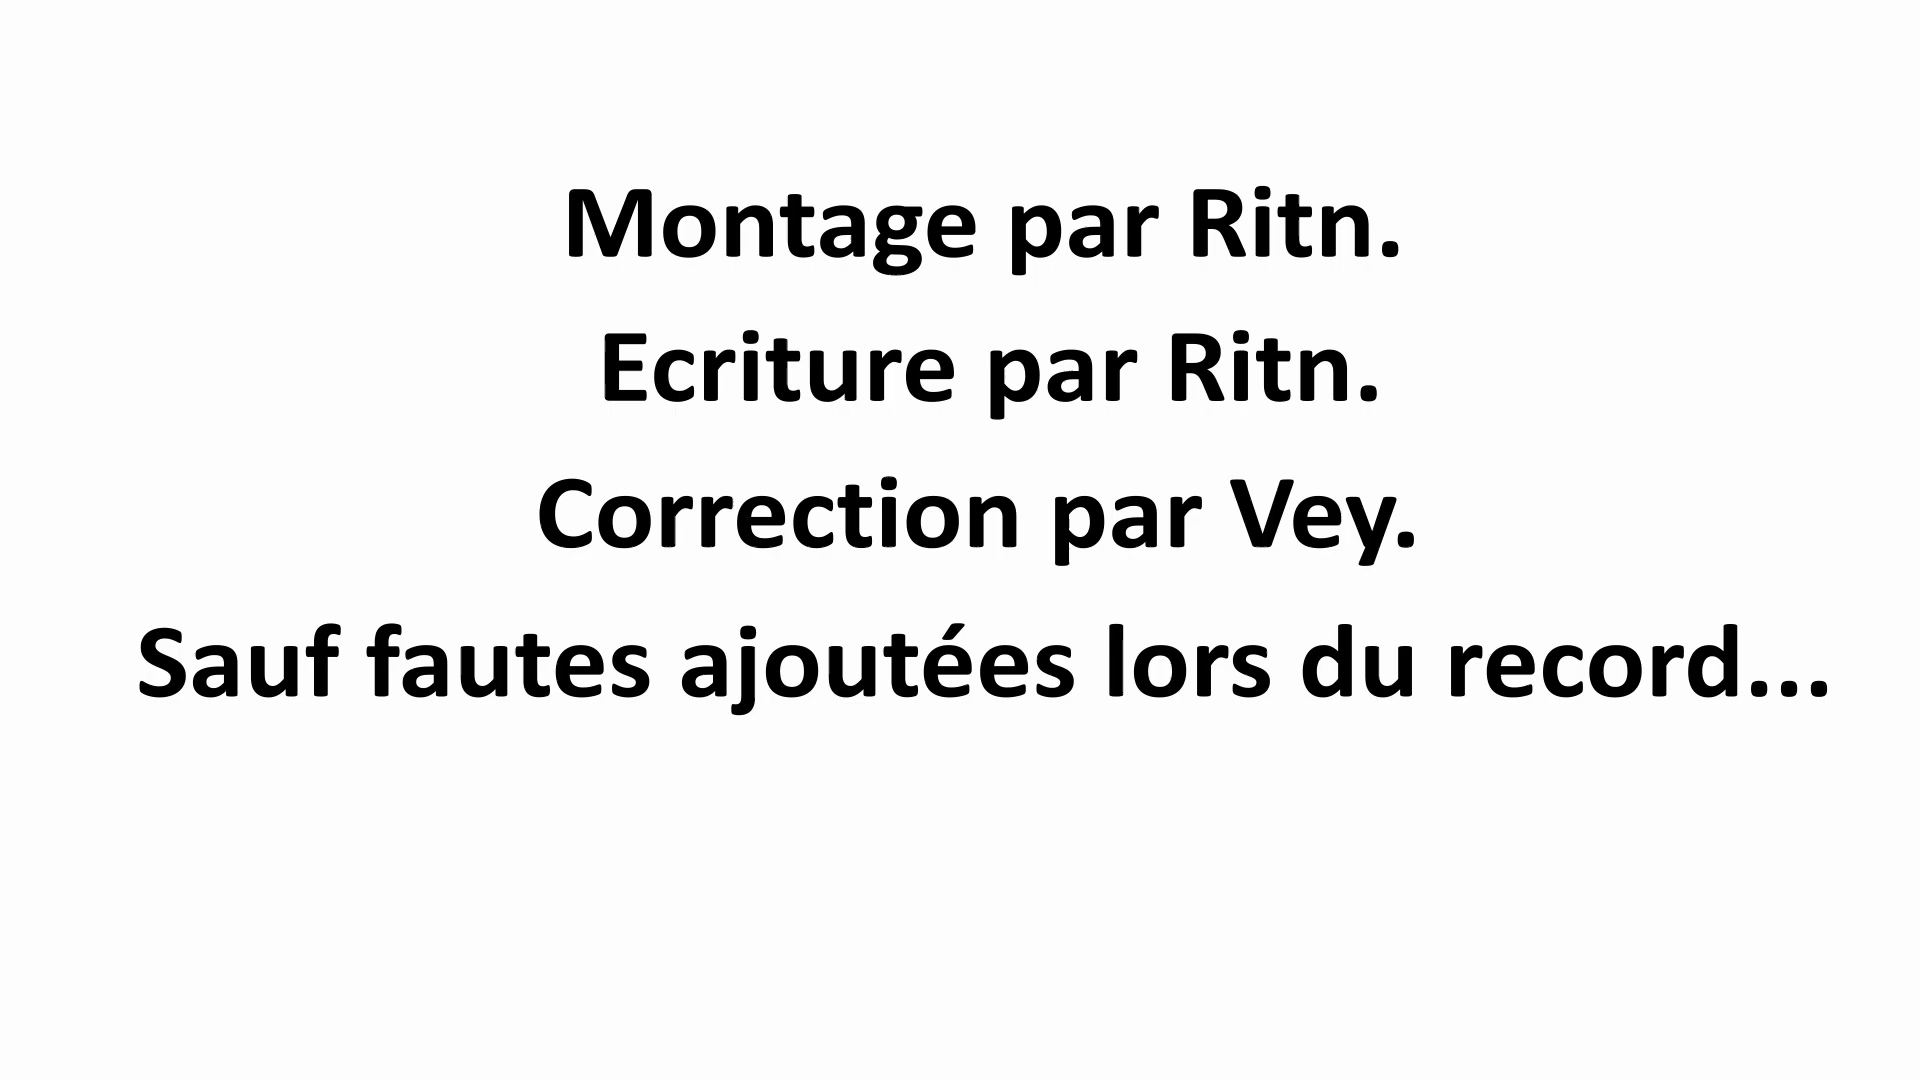 Montage par Ritn.
Ecriture par Ritn.
Correction par Vey.
Sauf fautes ajoutées lors du record...